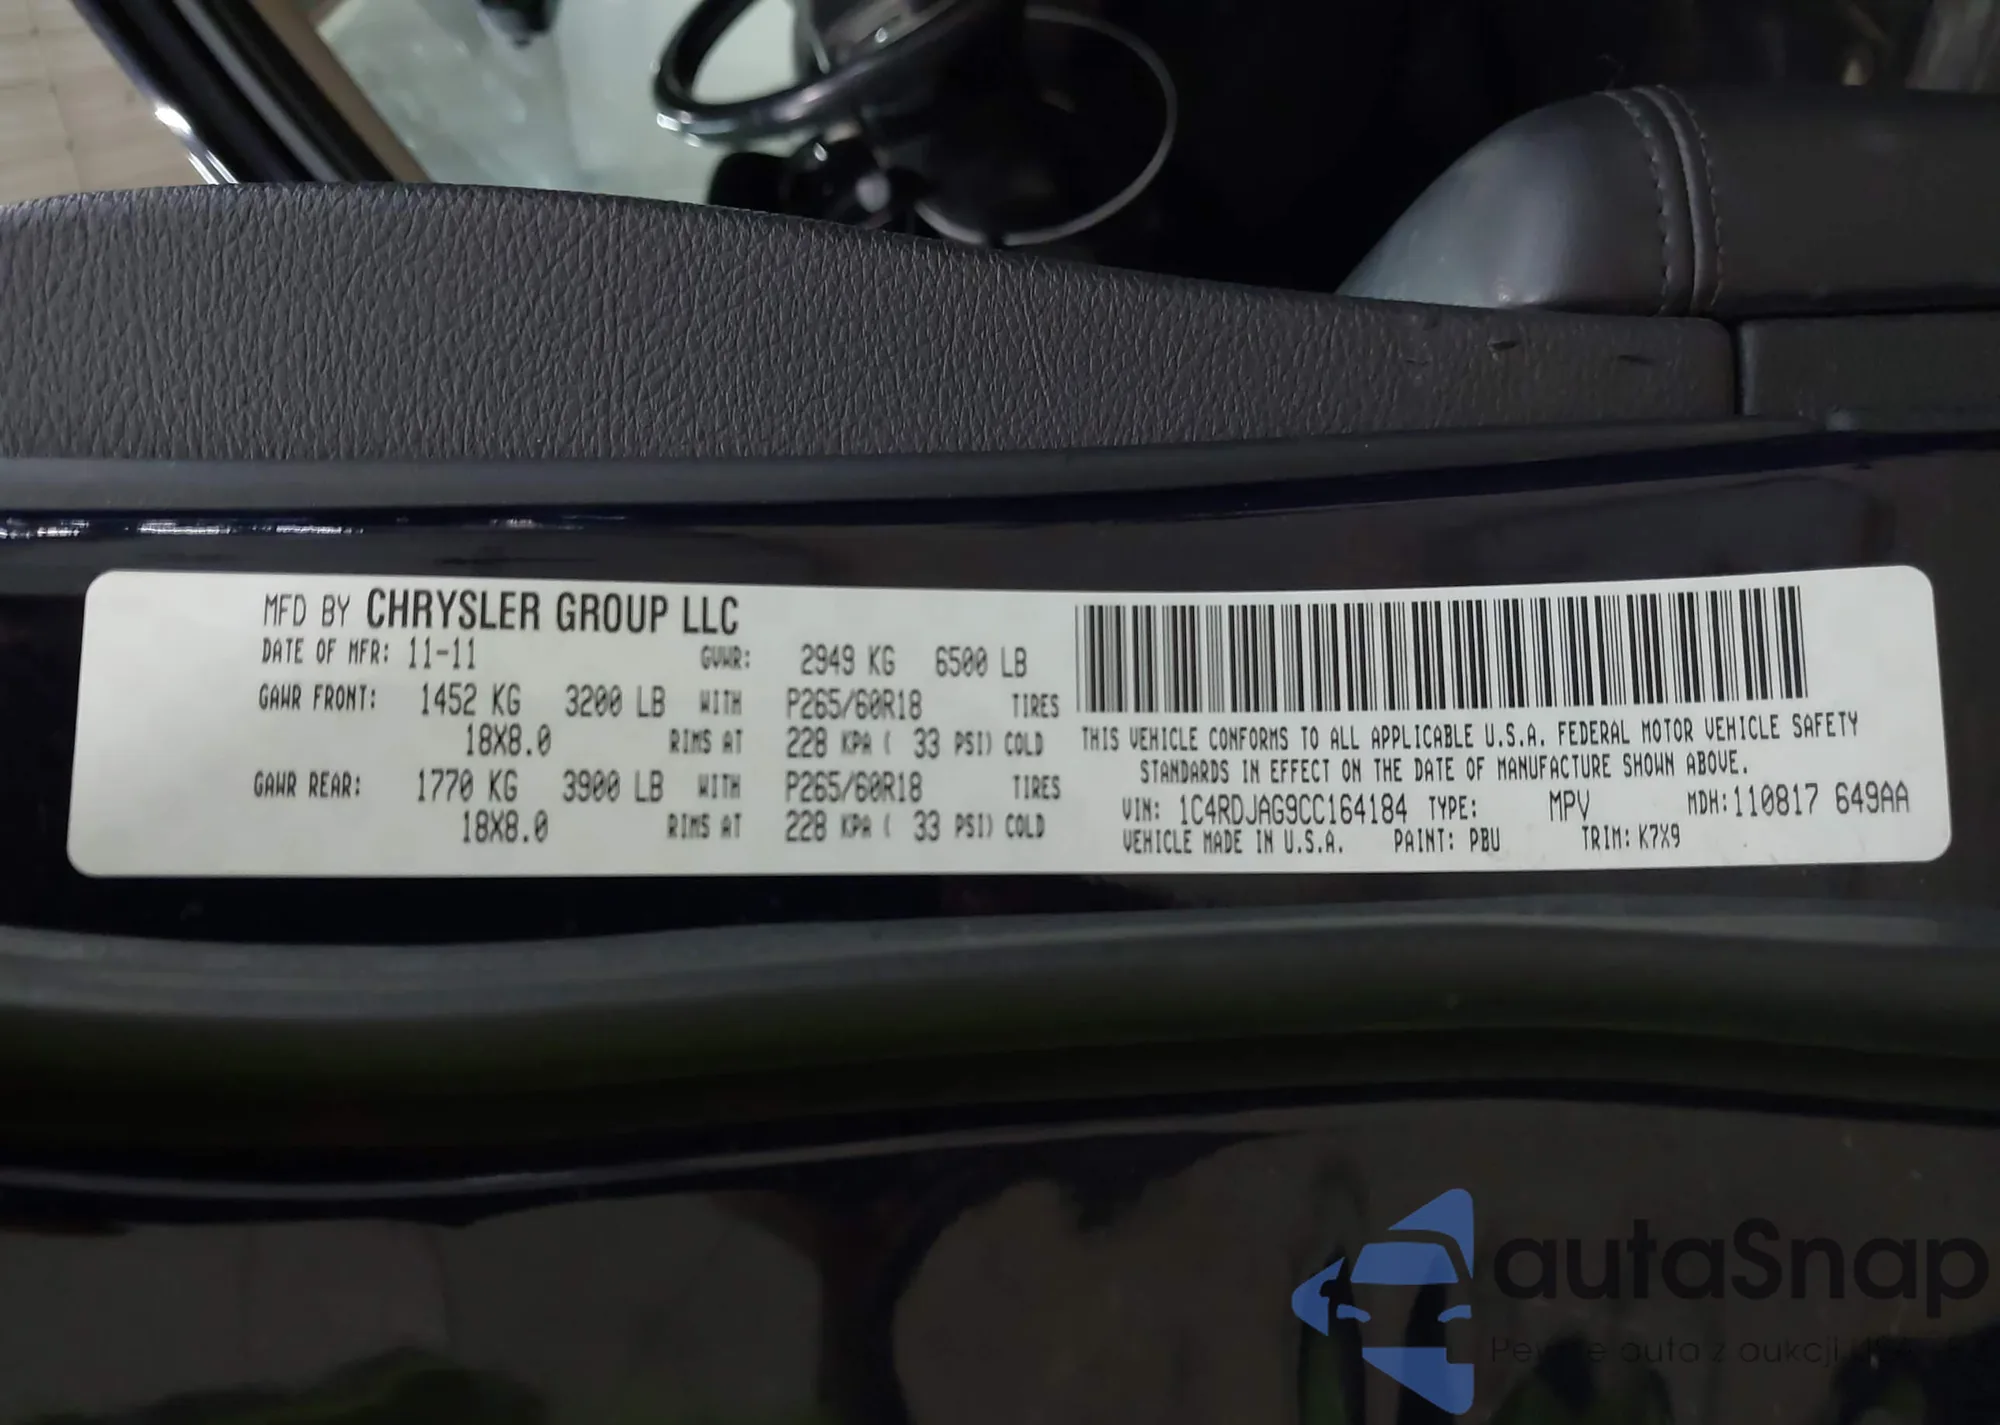 MFD BY CHRYSLER GROUP LLC
DATE OF MFR: 11-11 GVWR: 2949 KG 6500 LB
GAWR FRONT: 1452 KG 3200 LB WITH P265/60R18 TIRES
18X8.0 RIMS AT 228 KPA ( 33 PSI) COLD
GAWR REAR: 1770 KG 3900 LB WITH P265/60R18 TIRES
18X8.0 RIMS AT 228 KPA ( 33 PSI) COLD
THIS VEHICLE CONFORMS TO ALL APPLICABLE U.S.A. FEDERAL MOTOR VEHICLE SAFETY
STANDARDS IN EFFECT ON THE DATE OF MANUFACTURE SHOWN ABOVE.
VIN: 1C4RDJAG9CC164184 TYPE: MPV MDH:110817 649AA
VEHICLE MADE IN U.S.A. PAINT: PBU TRIM: K7X9
autaSnap
auta z aukcji